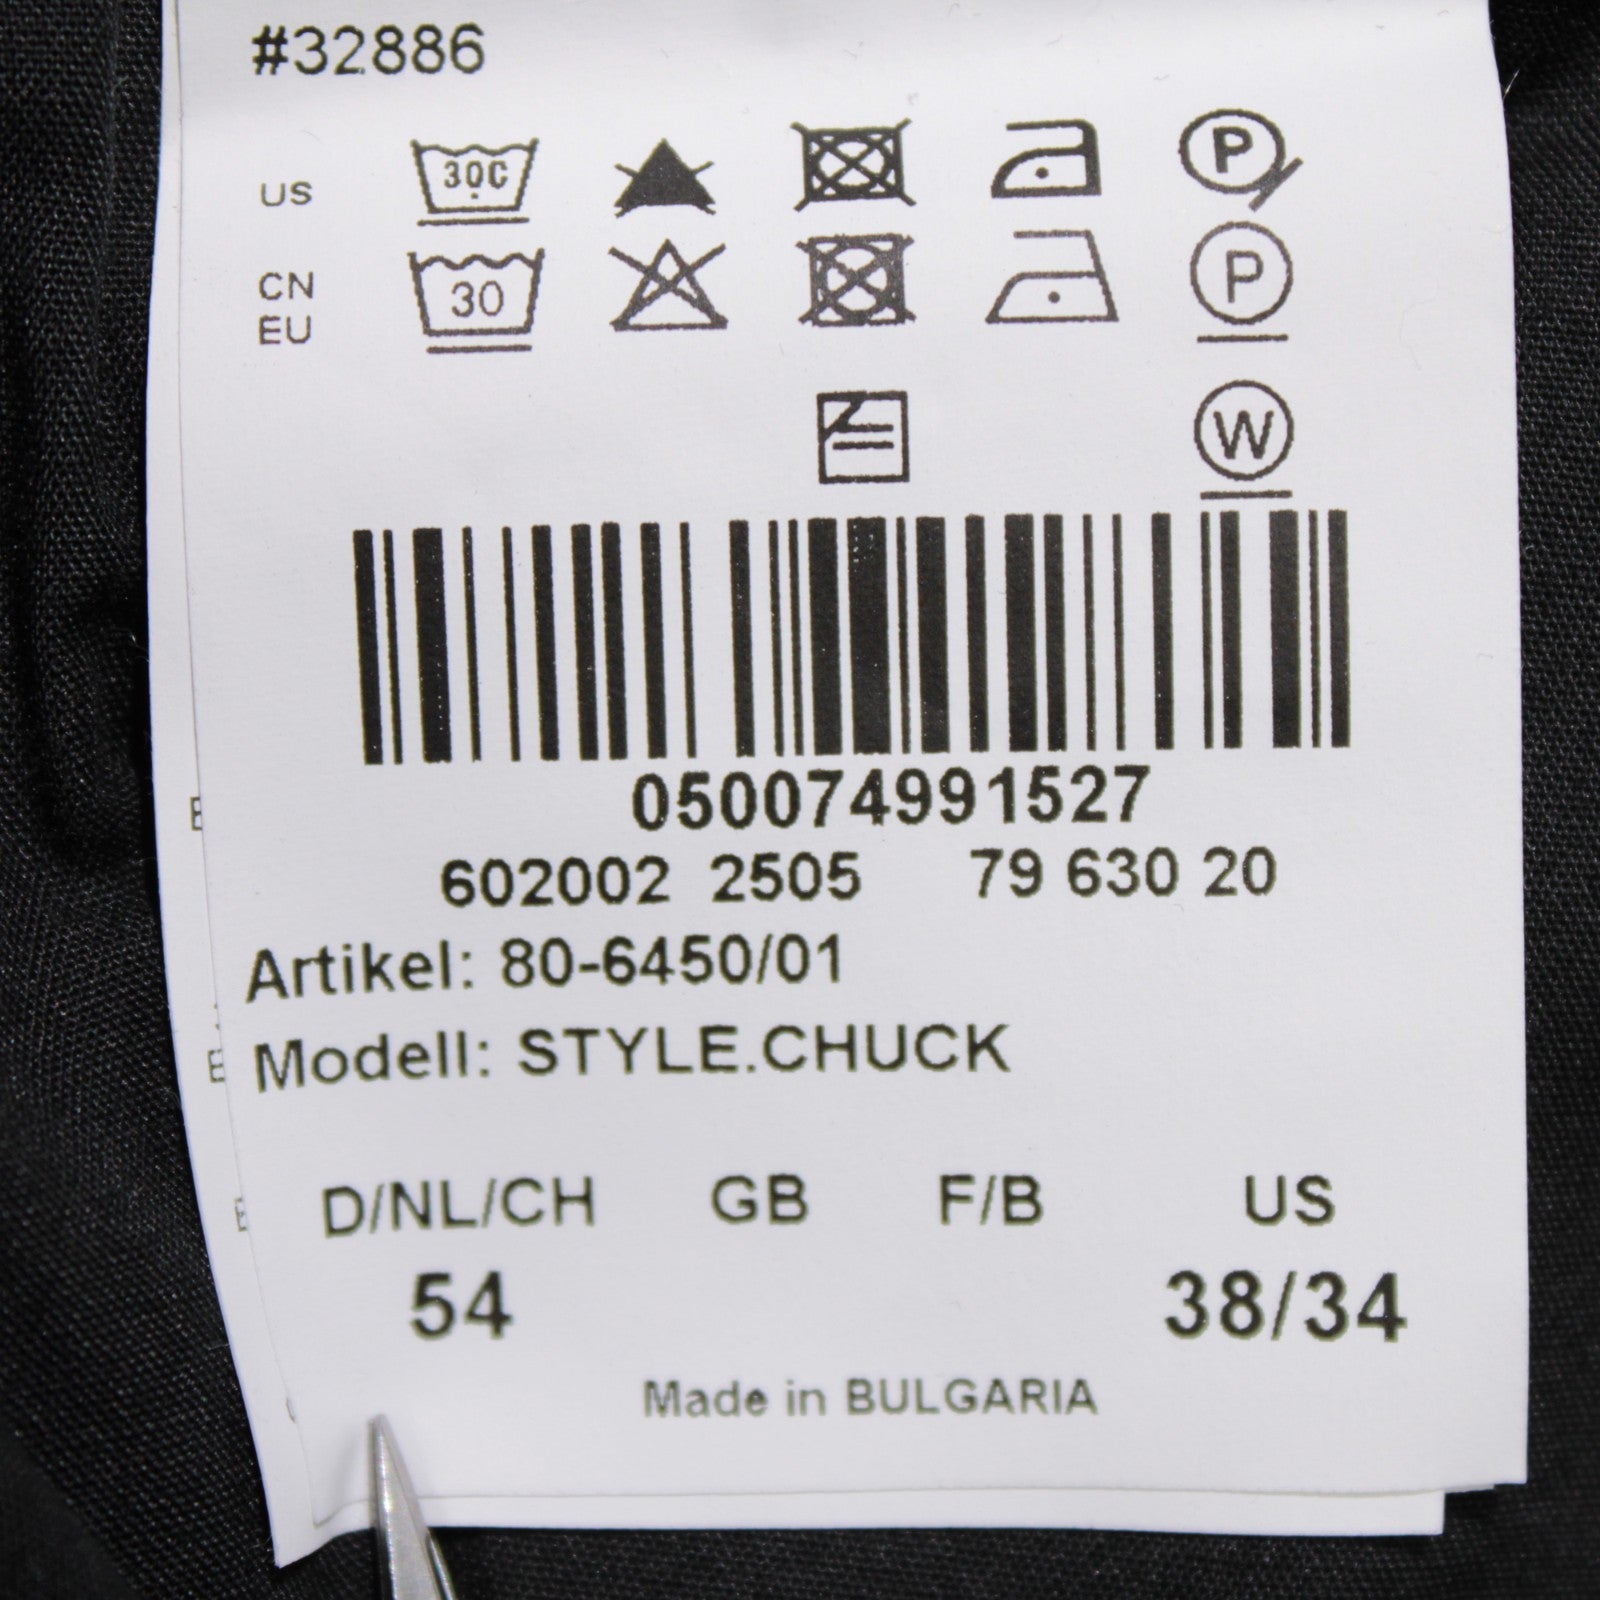 #32886
US 30C P
CN
EU 30 P
W
050074991527
602002 2505 79 630 20
Artikel: 80-6450/01
Modell: STYLE.CHUCK
D/NL/CH GB F/B US
54 38/34
Made in BULGARIA